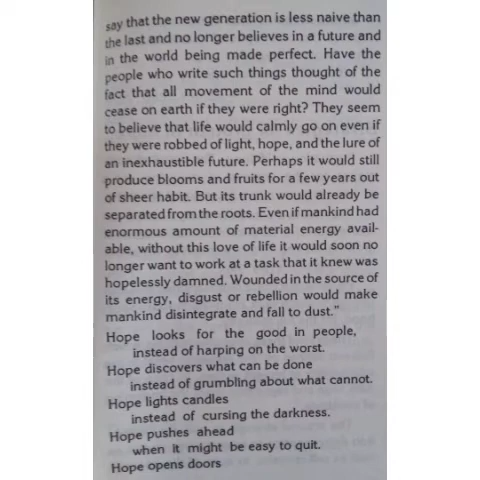 say that the new generation is less naive than
the last and no longer believes in a future and
in the world being made perfect. Have the
people who write such things thought of the
fact that all movement of the mind would
cease on earth if they were right? They seem
to believe that life would calmly go on even if
they were robbed of light, hope, and the lure of
an inexhaustible future. Perhaps it would still
produce blooms and fruits for a few years out
of sheer habit. But its trunk would already be
separated from the roots. Even if mankind had
enormous amount of material energy avail-
able, without this love of life it would soon no
longer want to work at a task that it knew was
hopelessly damned. Wounded in the source of
its energy, disgust or rebellion would make
mankind disintegrate and fall to dust."
Hope looks for the good in people,
instead of harping on the worst.
Hope discovers what can be done
instead of grumbling about what cannot.
Hope lights candles
instead of cursing the darkness.
Hope pushes ahead
when it might be easy to quit.
Hope opens doors